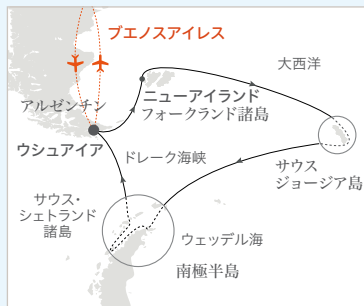 ブエノスアイレス
大西洋
ニューアイランド
フォークランド諸島
アルゼンチン
ウシュアイア
ドレーク海峡
サウス
ジョージア島
サウス・
シェトランド
諸島
ウェッデル海
南極半島